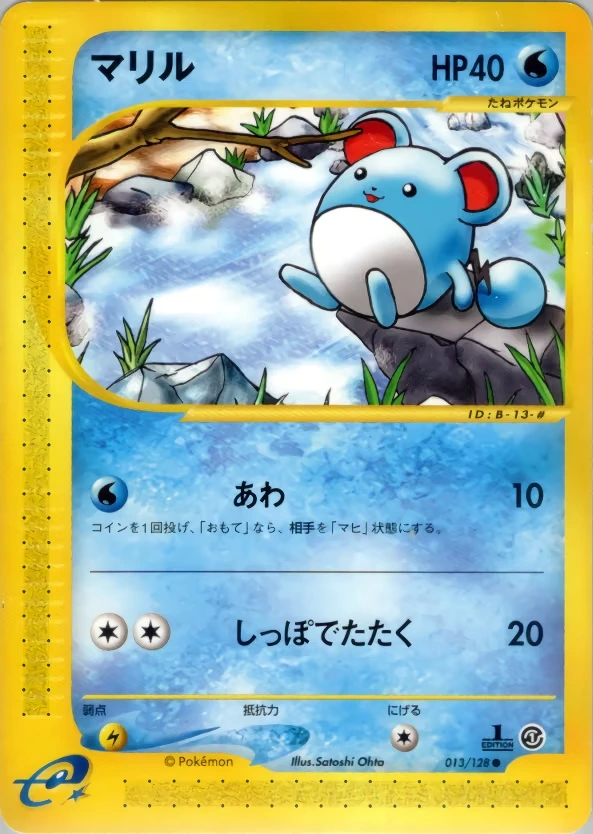 マリル HP40
たねポケモン
ID:B-13-#
あわ 10
コインを1回投げ、「おもて」なら、相手を「マヒ」状態にする。
しっぽでたたく 20
弱点 抵抗力 にげる
©Pokémon Illus.Satoshi Ohta 1 EDITION 013/128●
e